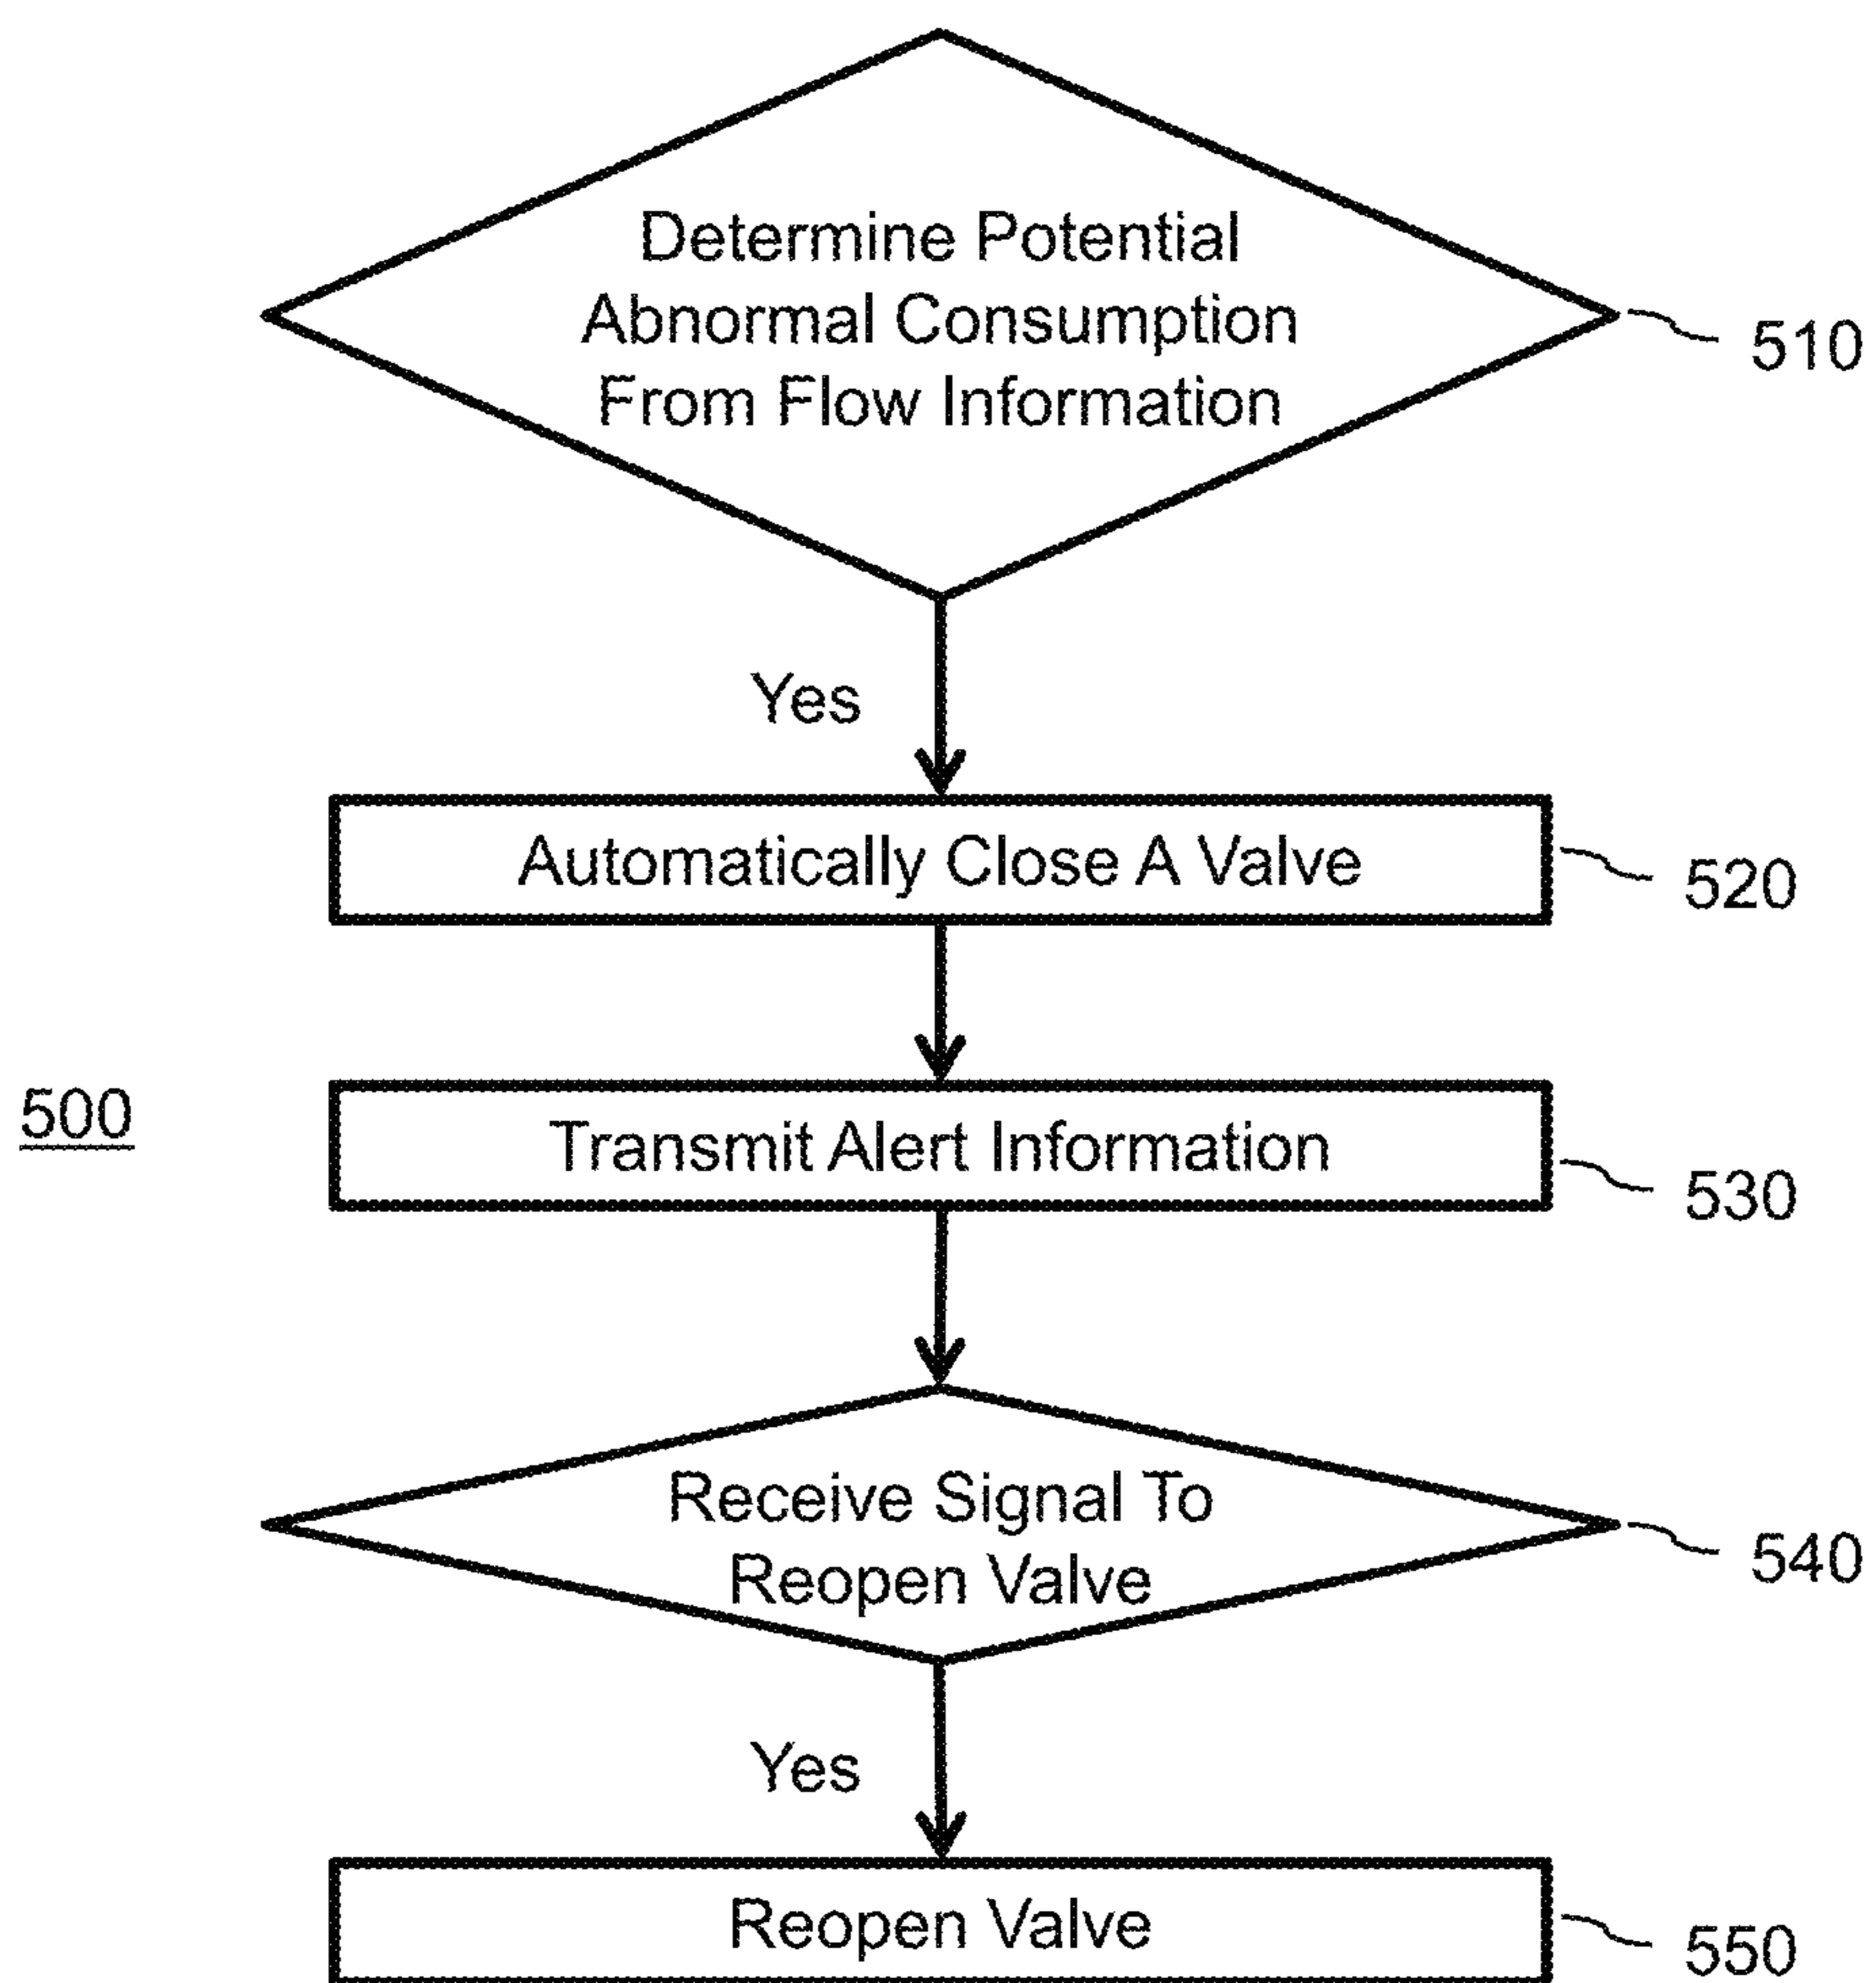 Determine Potential
Abnormal Consumption
From Flow Information
510
Yes
Automatically Close A Valve
520
500
Transmit Alert Information
530
Receive Signal To
Reopen Valve
540
Yes
Reopen Valve
550